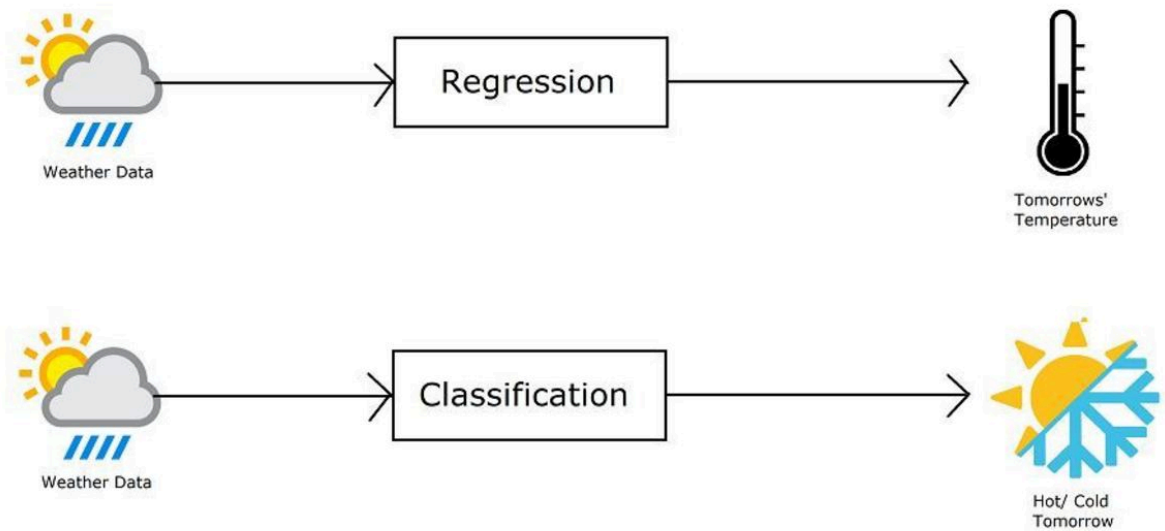 Regression
Weather Data
Tomorrows'
Temperature
Classification
Weather Data
Hot/ Cold
Tomorrow